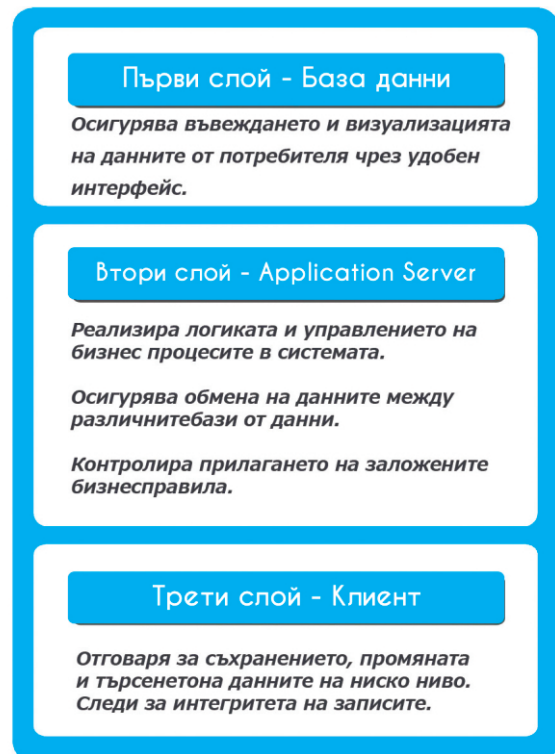 Първи слой - База данни
Осигурява въвеждането и визуализацията
на данните от потребителя чрез удобен
интерфейс.
Втори слой - Application Server
Реализира логиката и управлението на
бизнес процесите в системата.
Осигурява обмена на данните между
различнитебази от данни.
Контролира прилагането на заложените
бизнесправила.
Трети слой - Клиент
Отговаря за съхранението, промяната
и търсенетона данните на ниско ниво.
Следи за интегритета на записите.